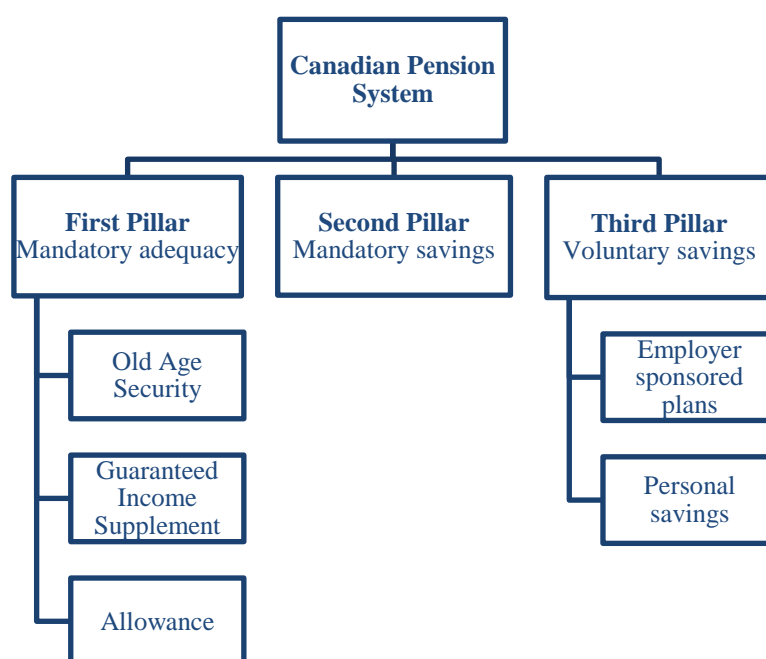 Canadian Pension
System
First Pillar
Mandatory adequacy
Second Pillar
Mandatory savings
Third Pillar
Voluntary savings
Old Age
Security
Guaranteed
Income
Supplement
Allowance
Employer
sponsored
plans
Personal
savings